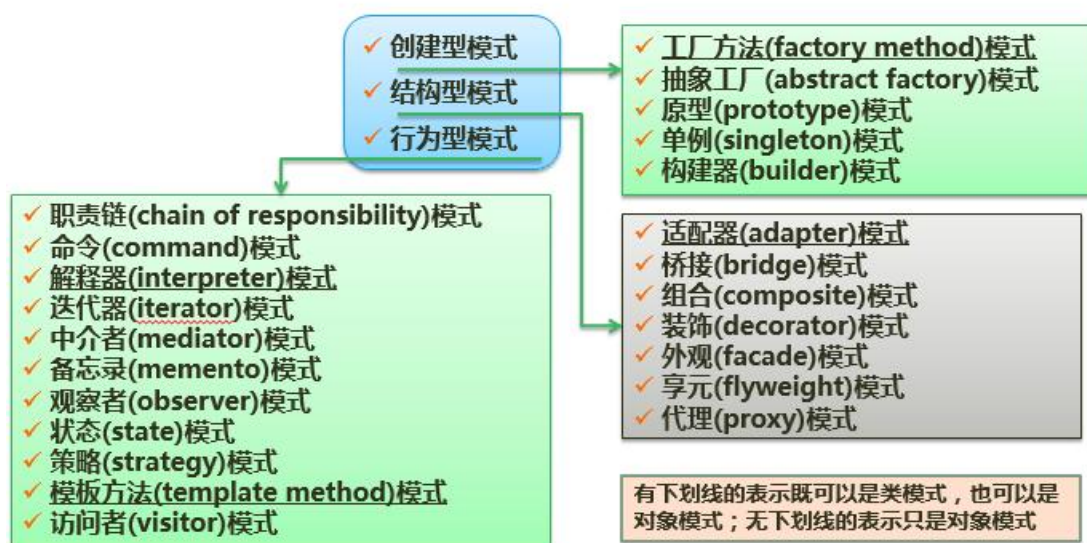 创建型模式
结构型模式
行为型模式
工厂方法(factory method)模式
抽象工厂(abstract factory)模式
原型(prototype)模式
单例(singleton)模式
构建器(builder)模式
职责链(chain of responsibility)模式
命令(command)模式
解释器(interpreter)模式
迭代器(iterator)模式
中介者(mediator)模式
备忘录(memento)模式
观察者(observer)模式
状态(state)模式
策略(strategy)模式
模板方法(template method)模式
访问者(visitor)模式
适配器(adapter)模式
桥接(bridge)模式
组合(composite)模式
装饰(decorator)模式
外观(facade)模式
享元(flyweight)模式
代理(proxy)模式
有下划线的表示既可以是类模式，也可以是
对象模式；无下划线的表示只是对象模式